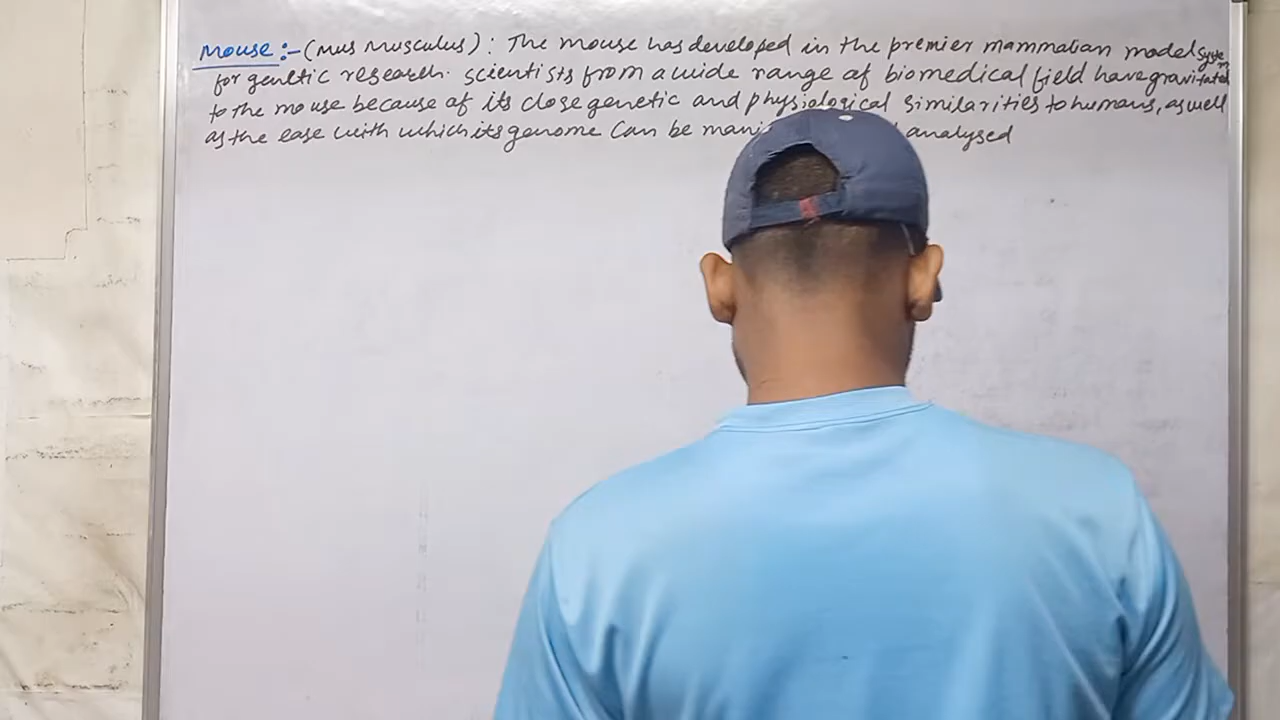 Mouse :- (Mus Musculus) : The mouse has developed in the premier mammalian model system
for genetic research. scientists from a wide range of biomedical field have gravitated
to the mouse because of its close genetic and physiological similarities to humans, as well
as the ease with which its genome can be analysed